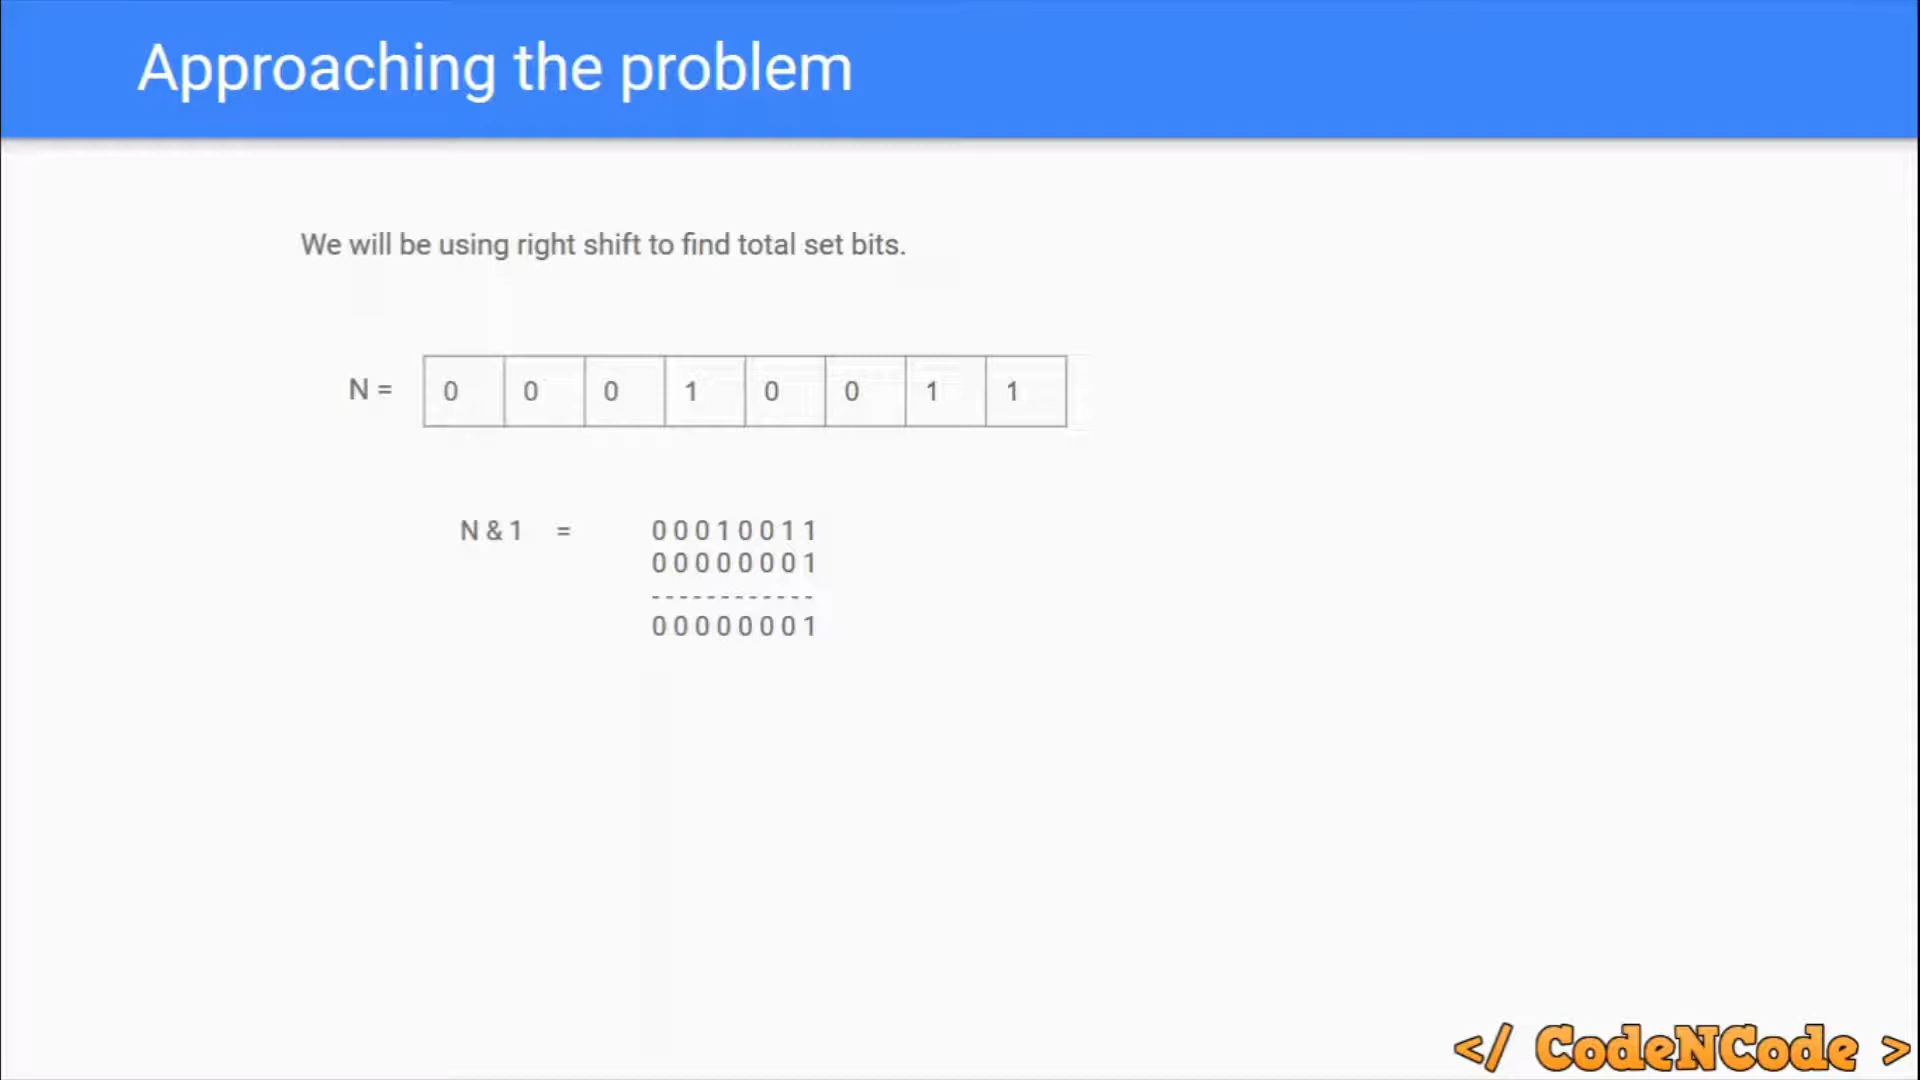 Approaching the problem
We will be using right shift to find total set bits.
N = 0 0 0 1 0 0 1 1
N & 1 = 0 0 0 1 0 0 1 1
0 0 0 0 0 0 0 1
- - - - - - - - - - - -
0 0 0 0 0 0 0 1
</ CodeNCode >